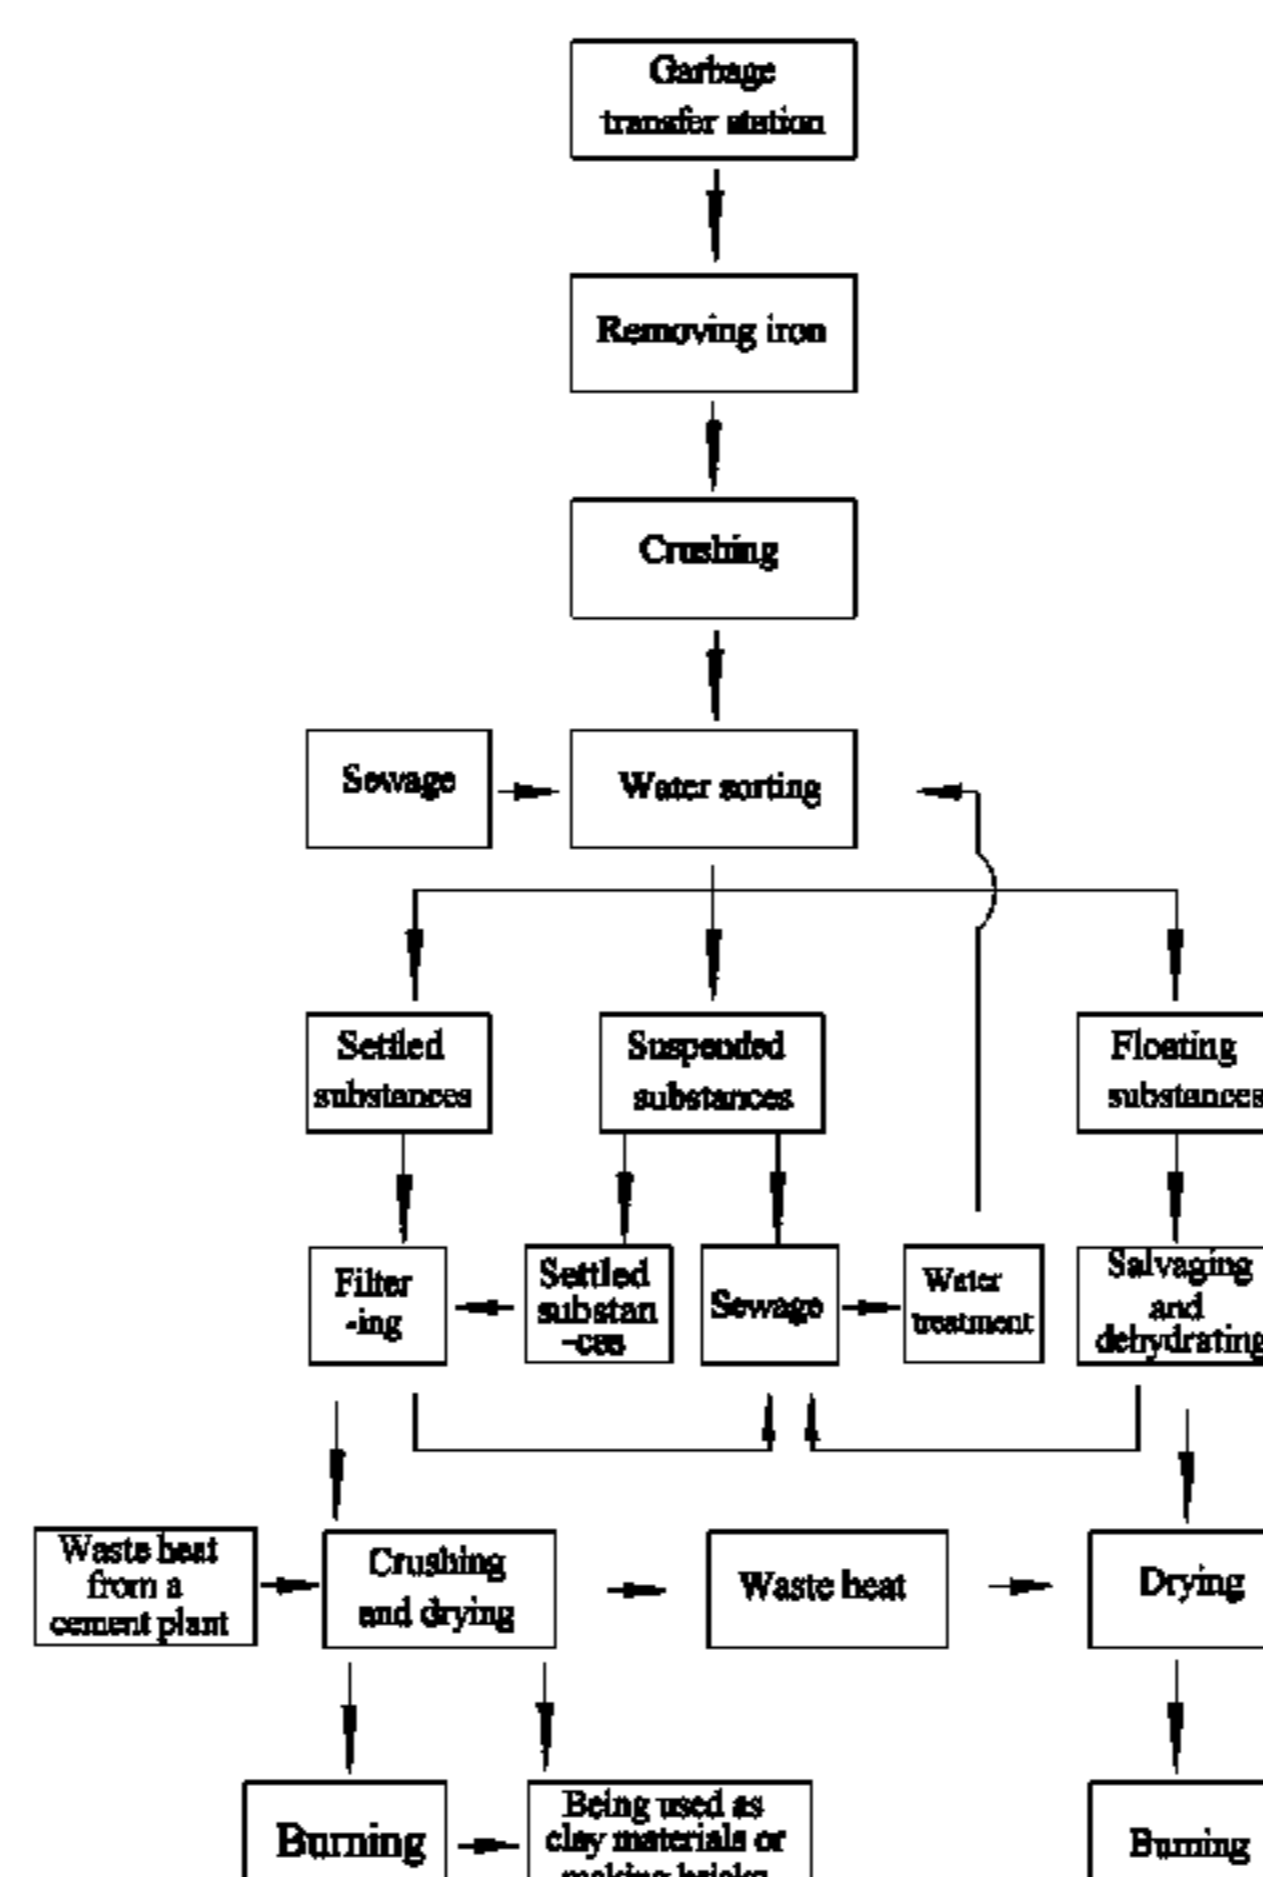 Garbage
transfer station
Removing iron
Crushing
Sewage
Water sorting
Settled
substances
Suspended
substances
Floating
substances
Filter
-ing
Settled
substan
-ces
Sewage
Water
treatment
Salvaging
and
dehydrating
Waste heat
from a
cement plant
Crushing
and drying
Waste heat
Drying
Burning
Being used as
clay materials or
making bricks
Burning